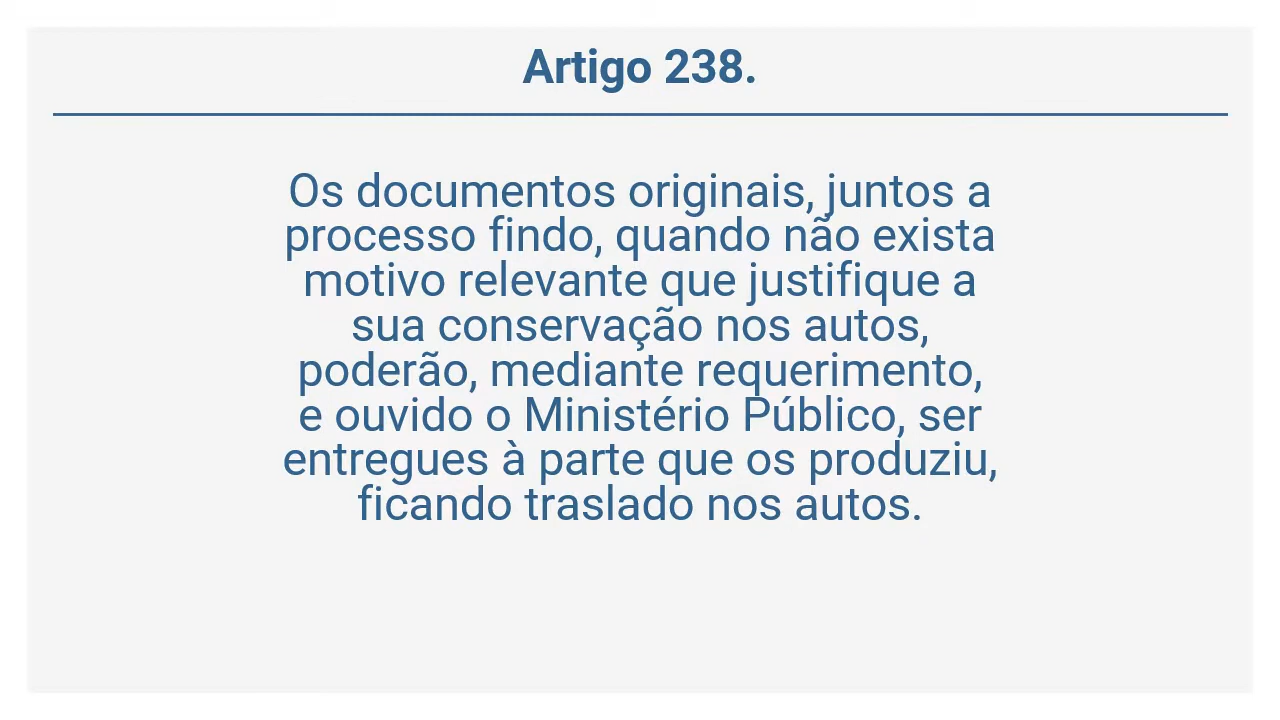 Artigo 238.
Os documentos originais, juntos a
processo findo, quando não exista
motivo relevante que justifique a
sua conservação nos autos,
poderão, mediante requerimento,
e ouvido o Ministério Público, ser
entregues à parte que os produziu,
ficando traslado nos autos.